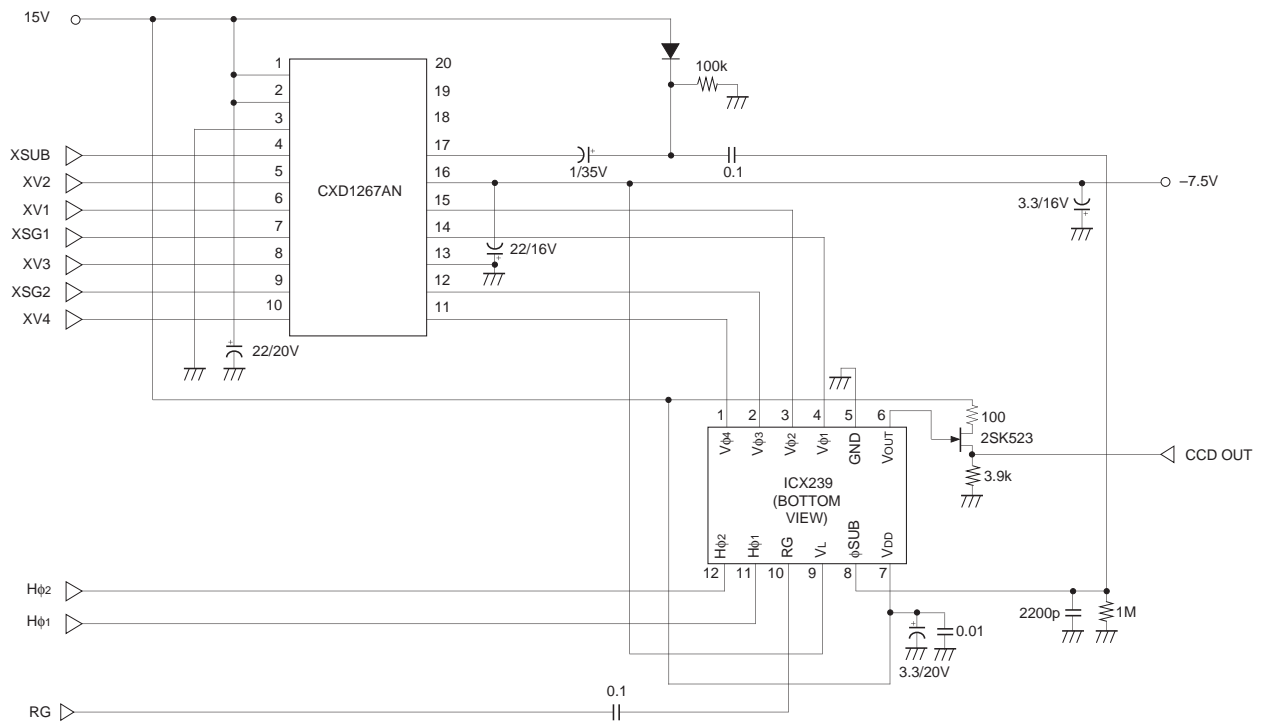 15V
100k
1
20
2
19
3
18
XSUB
4
17
1/35V
0.1
XV2
5
CXD1267AN
16
–7.5V
XV1
6
15
3.3/16V
XSG1
7
14
22/16V
XV3
8
13
XSG2
9
12
XV4
10
11
22/20V
1
2
3
4
5
6
100
2SK523
Vϕ4
Vϕ3
Vϕ2
Vϕ1
GND
VOUT
CCD OUT
3.9k
ICX239
(BOTTOM
VIEW)
Hϕ2
Hϕ1
RG
VL
ϕSUB
VDD
12
11
10
9
8
7
Hϕ2
2200p
1M
Hϕ1
0.01
3.3/20V
0.1
RG